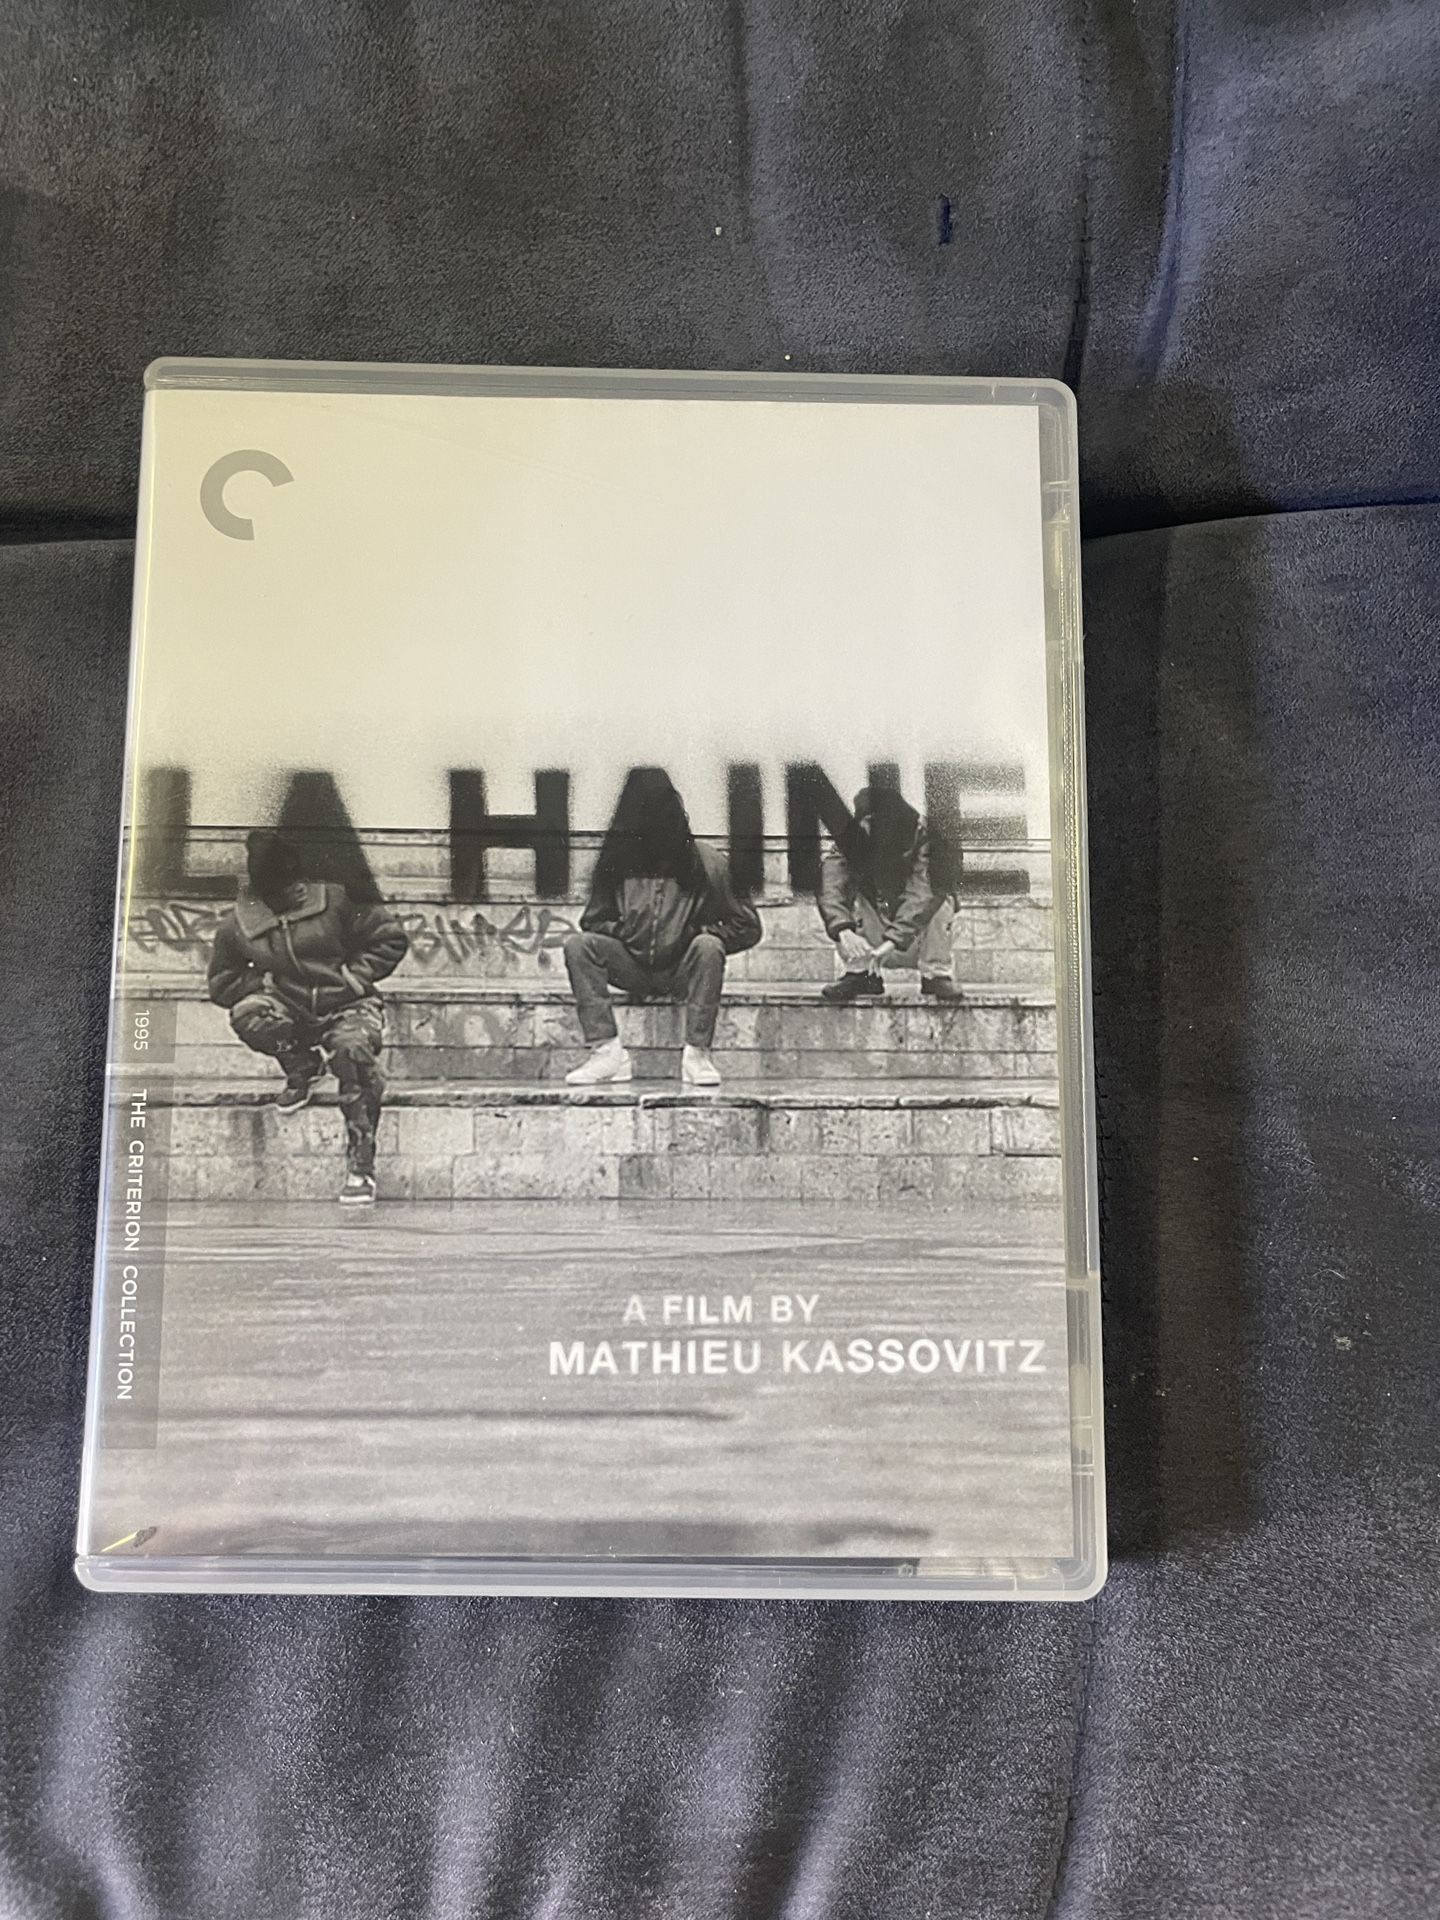 LA HAINE
1995 THE CRITERION COLLECTION
A FILM BY
MATHIEU KASSOVITZ